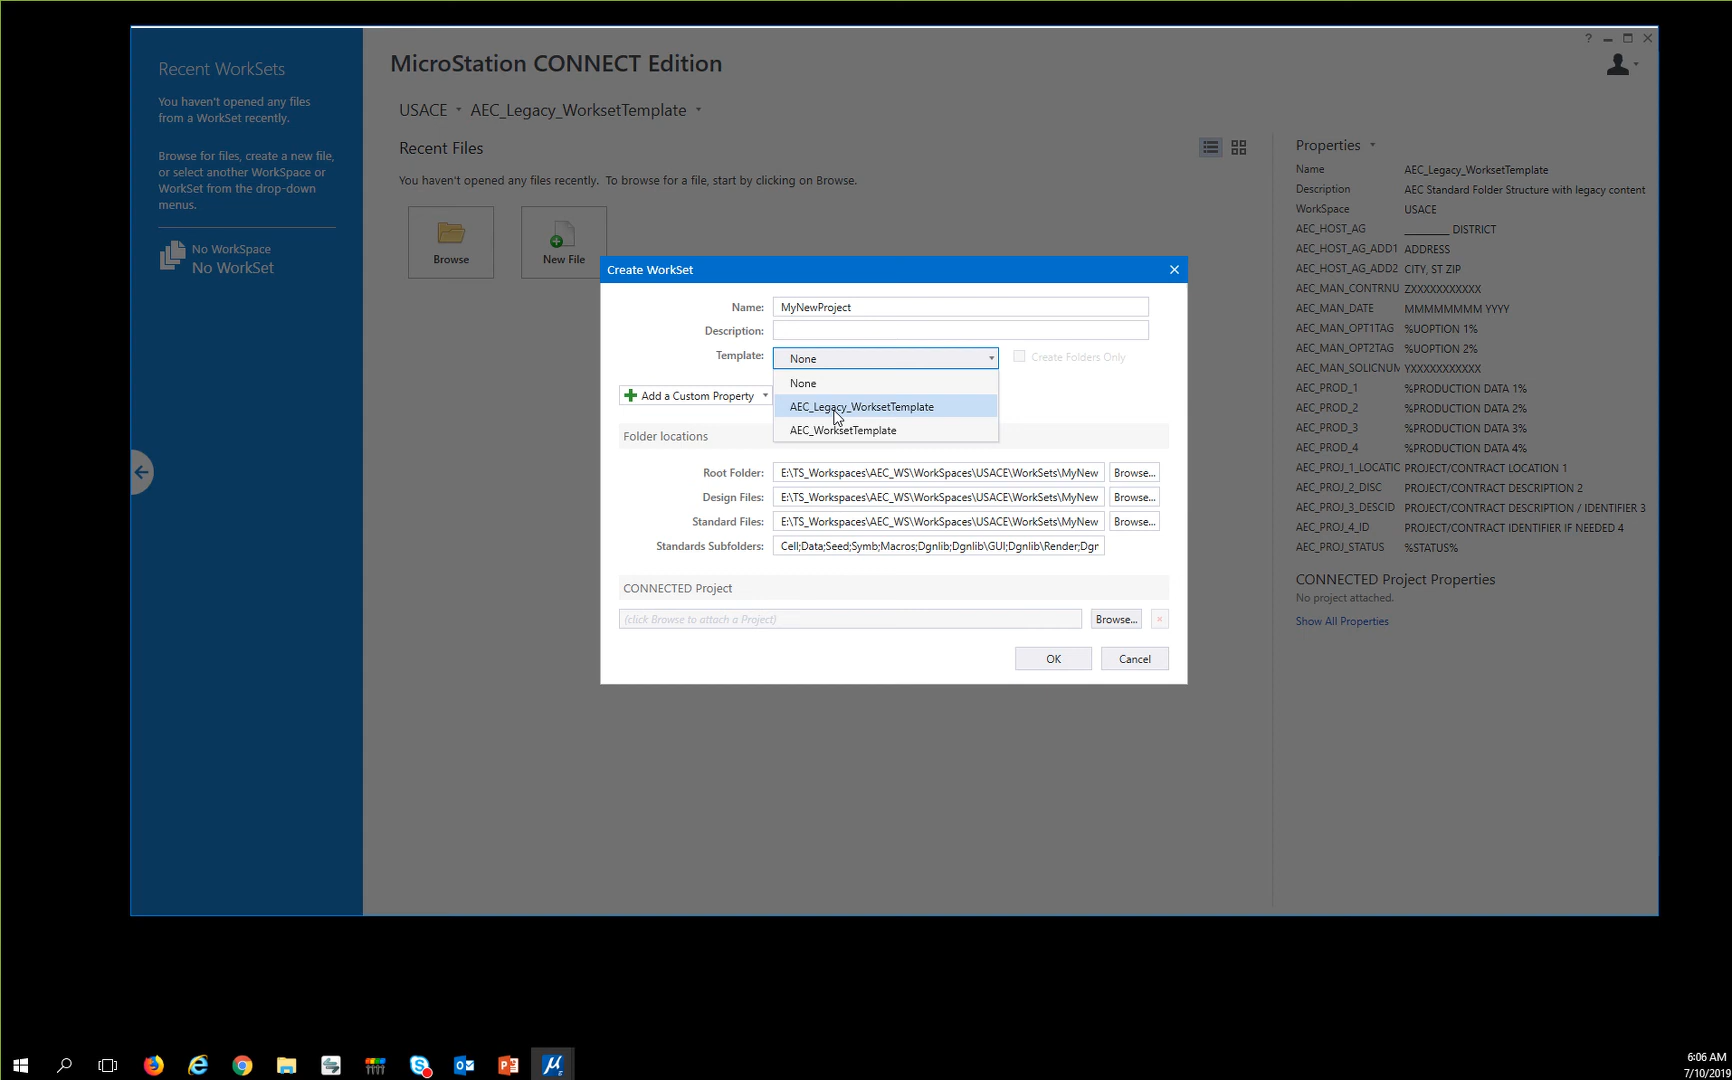 Recent WorkSets
You haven't opened any files
from a WorkSet recently.
Browse for files, create a new file,
or select another WorkSpace or
WorkSet from the drop-down
menus.
No WorkSpace
No WorkSet
MicroStation CONNECT Edition
USACE AEC_Legacy_WorksetTemplate
Recent Files
You haven't opened any files recently. To browse for a file, start by clicking on Browse.
Browse
New File
Create WorkSet
Name: MyNewProject
Description:
Template: None
Create Folders Only
None
AEC_Legacy_WorksetTemplate
AEC_WorksetTemplate
Add a Custom Property
Folder locations
Root Folder: E:\TS_Workspaces\AEC_WS\WorkSpaces\USACE\WorkSets\MyNew Browse...
Design Files: E:\TS_Workspaces\AEC_WS\WorkSpaces\USACE\WorkSets\MyNew Browse...
Standard Files: E:\TS_Workspaces\AEC_WS\WorkSpaces\USACE\WorkSets\MyNew Browse...
Standards Subfolders: Cell;Data;Seed;Symb;Macros;Dgnlib;Dgnlib\GUI;Dgnlib\Render;Dgr
CONNECTED Project
(click Browse to attach a Project) Browse...
OK Cancel
?
Properties
Name AEC_Legacy_WorksetTemplate
Description AEC Standard Folder Structure with legacy content
WorkSpace USACE
AEC_HOST_AG ________ DISTRICT
AEC_HOST_AG_ADD1 ADDRESS
AEC_HOST_AG_ADD2 CITY, ST ZIP
AEC_MAN_CONTRNU ZXXXXXXXXXXX
AEC_MAN_DATE MMMMMMMM YYYY
AEC_MAN_OPT1TAG %UOPTION 1%
AEC_MAN_OPT2TAG %UOPTION 2%
AEC_MAN_SOLICNUM YXXXXXXXXXXX
AEC_PROD_1 %PRODUCTION DATA 1%
AEC_PROD_2 %PRODUCTION DATA 2%
AEC_PROD_3 %PRODUCTION DATA 3%
AEC_PROD_4 %PRODUCTION DATA 4%
AEC_PROJ_1_LOCATIC PROJECT/CONTRACT LOCATION 1
AEC_PROJ_2_DISC PROJECT/CONTRACT DESCRIPTION 2
AEC_PROJ_3_DESCID PROJECT/CONTRACT DESCRIPTION / IDENTIFIER 3
AEC_PROJ_4_ID PROJECT/CONTRACT IDENTIFIER IF NEEDED 4
AEC_PROJ_STATUS %STATUS%
CONNECTED Project Properties
No project attached.
Show All Properties
6:06 AM
7/10/2019